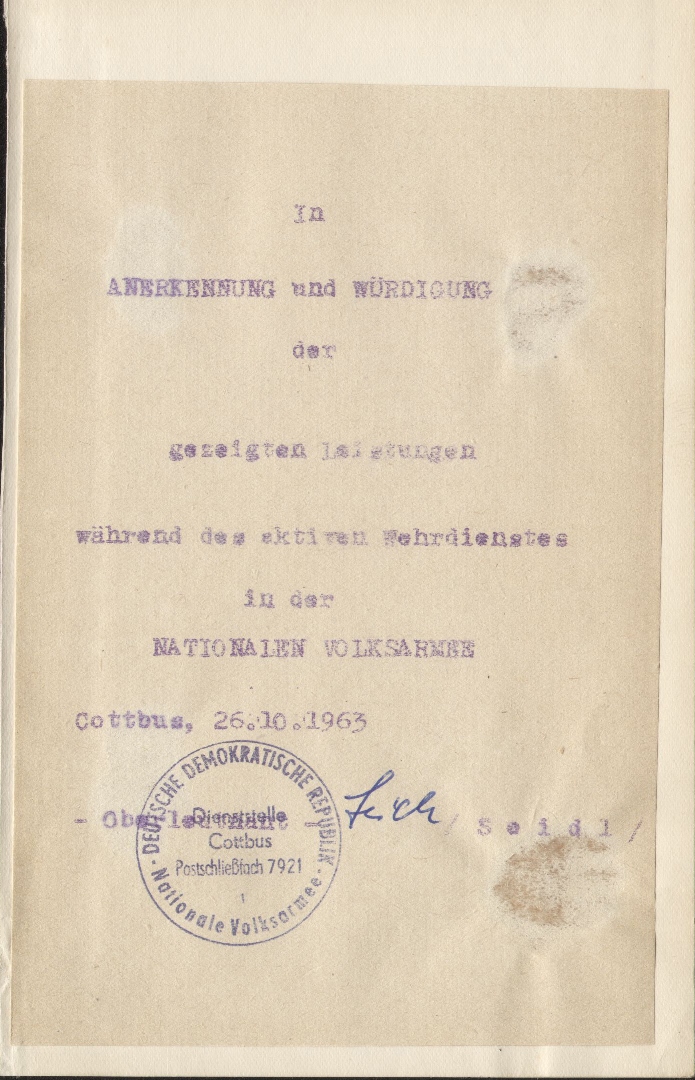 In
ANERKENNUNG und WÜRDIGUNG
der
gezeigten Leistungen
während des aktiven Wehrdienstes
in der
NATIONALEN VOLKSARMEE
Cottbus, 26.10.1963
- Oberleutnant - / S e i d l /
DEUTSCHE DEMOKRATISCHE REPUBLIK
Dienststelle
Cottbus
Postschließfach 7921
1
- Nationale Volksarmee -